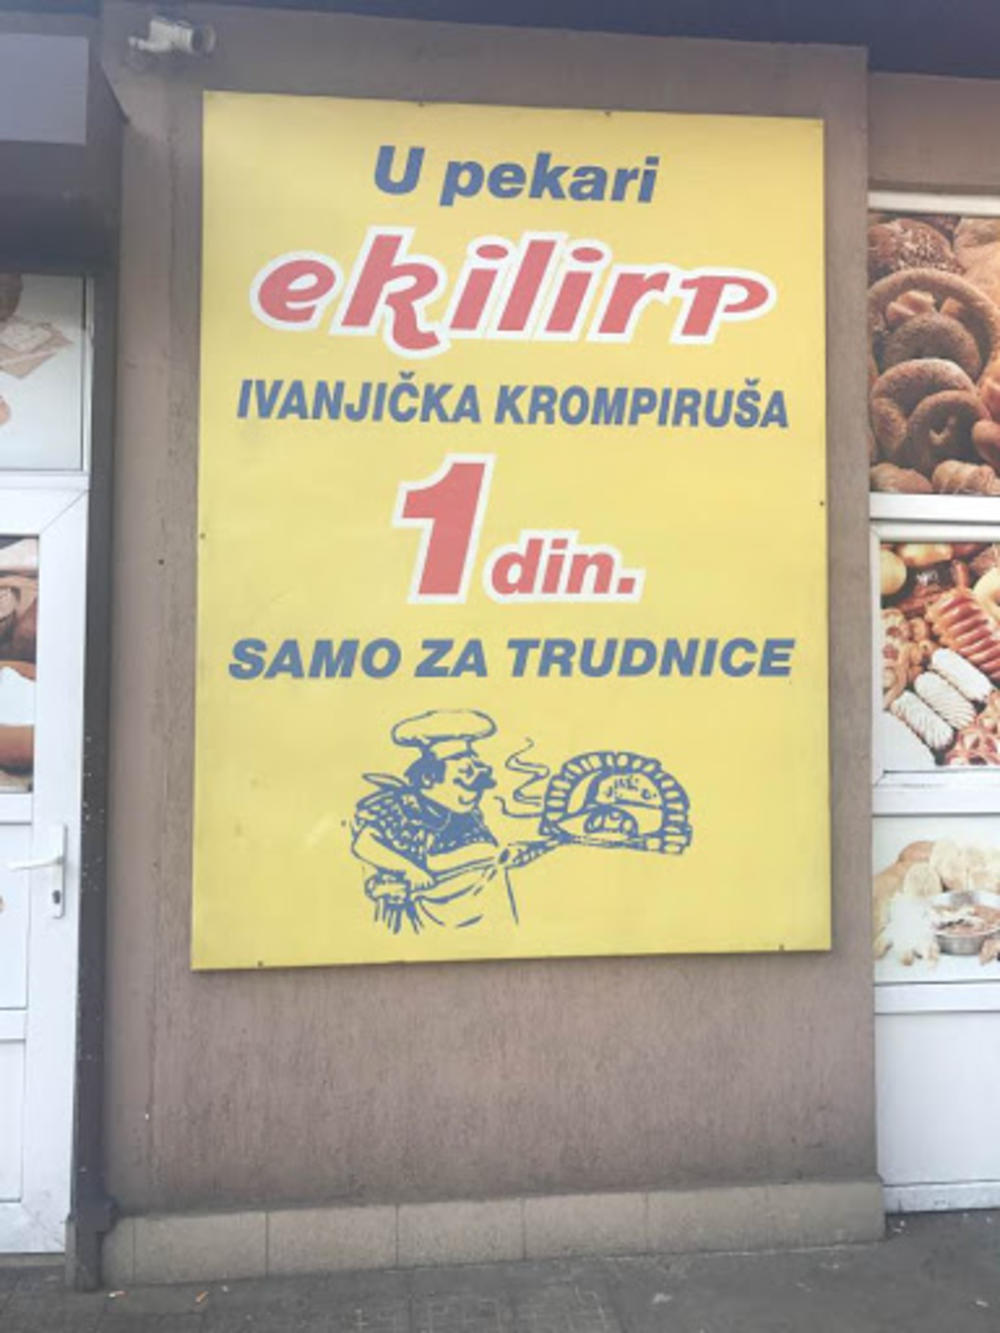 U pekari
ekilirp
IVANJIČKA KROMPIRUŠA
1 din.
SAMO ZA TRUDNICE